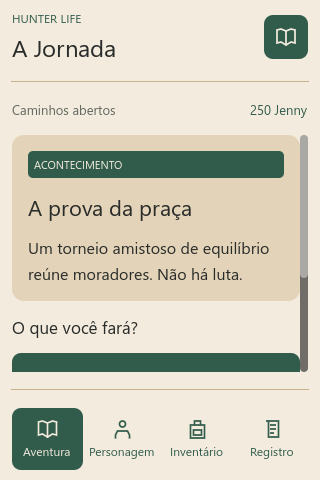 HUNTER LIFE
A Jornada
Caminhos abertos
250 Jenny
ACONTECIMENTO
A prova da praça
Um torneio amistoso de equilíbrio
reúne moradores. Não há luta.
O que você fará?
Aventura
Personagem
Inventário
Registro